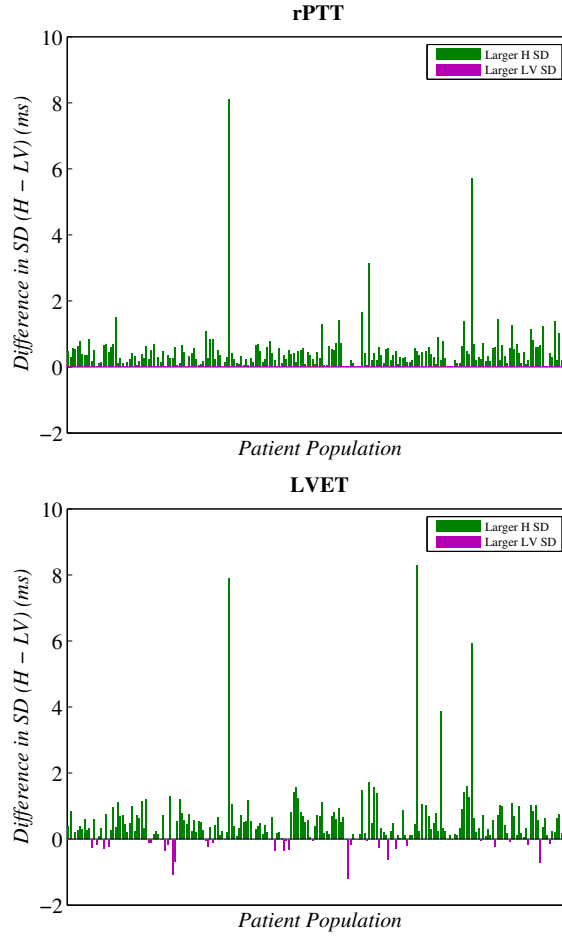 rPTT
10
8
6
4
2
0
−2
Difference in SD (H − LV) (ms)
Larger H SD
Larger LV SD
Patient Population
LVET
10
8
6
4
2
0
−2
Difference in SD (H − LV) (ms)
Larger H SD
Larger LV SD
Patient Population